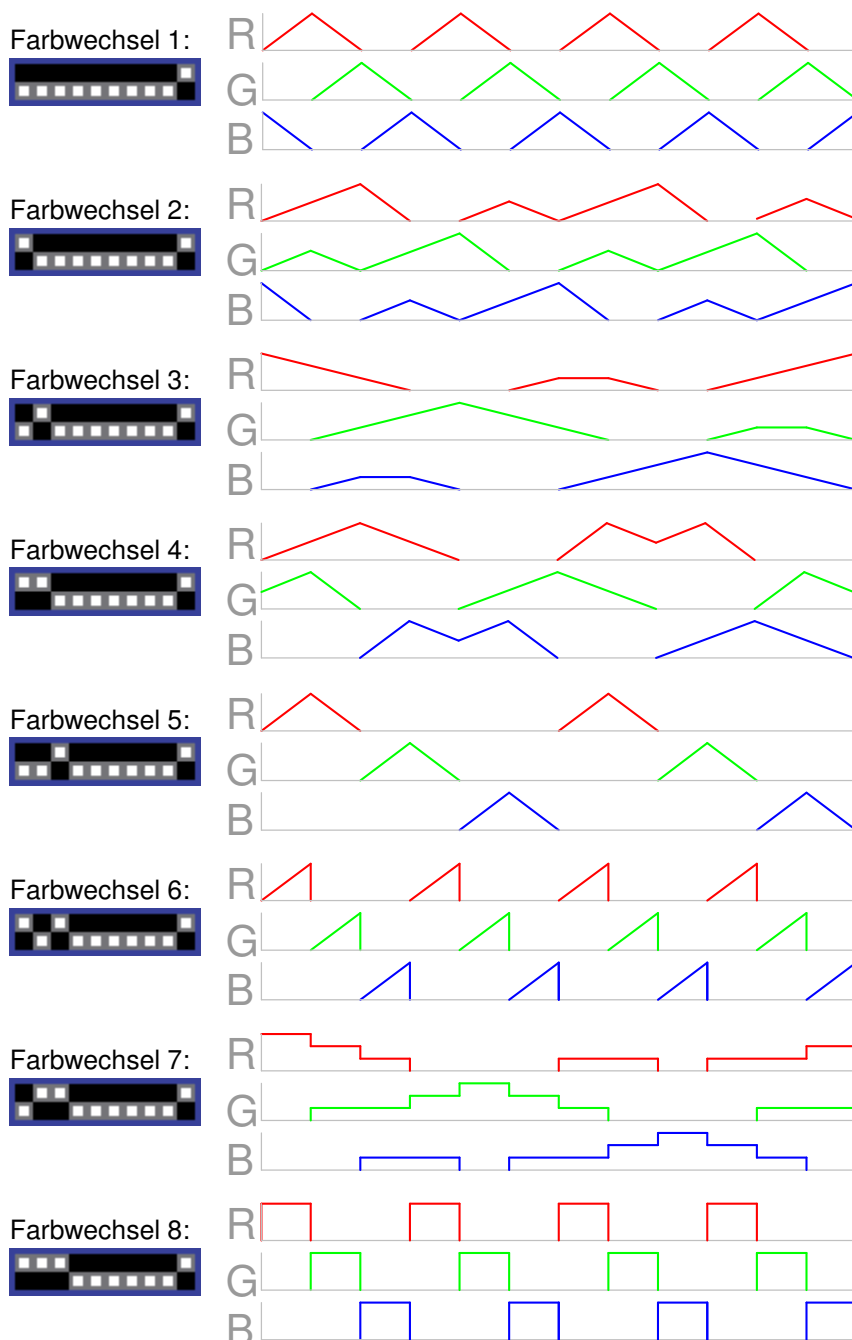 Farbwechsel 1:
R
G
B
Farbwechsel 2:
R
G
B
Farbwechsel 3:
R
G
B
Farbwechsel 4:
R
G
B
Farbwechsel 5:
R
G
B
Farbwechsel 6:
R
G
B
Farbwechsel 7:
R
G
B
Farbwechsel 8:
R
G
B